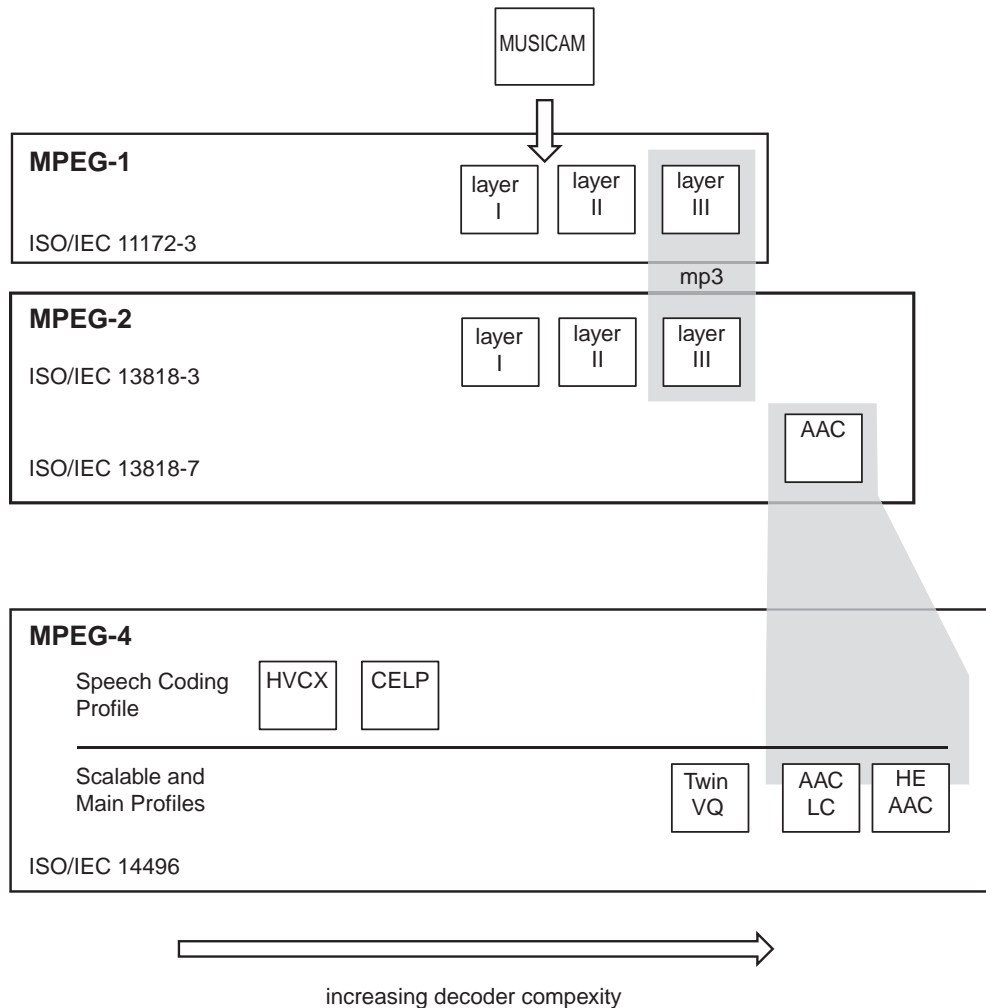 MUSICAM
MPEG-1
layer
I
layer
II
layer
III
ISO/IEC 11172-3
mp3
MPEG-2
layer
I
layer
II
layer
III
ISO/IEC 13818-3
AAC
ISO/IEC 13818-7
MPEG-4
Speech Coding
Profile
HVCX
CELP
Scalable and
Main Profiles
Twin
VQ
AAC
LC
HE
AAC
ISO/IEC 14496
increasing decoder compexity